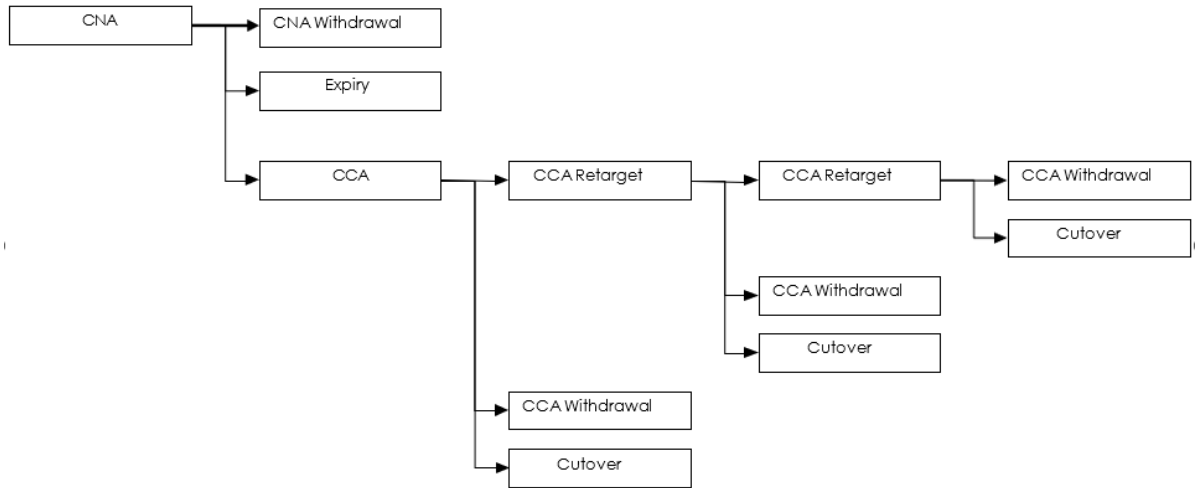 CNA
CNA Withdrawal
Expiry
CCA
CCA Retarget
CCA Retarget
CCA Withdrawal
Cutover
CCA Withdrawal
Cutover
CCA Withdrawal
Cutover